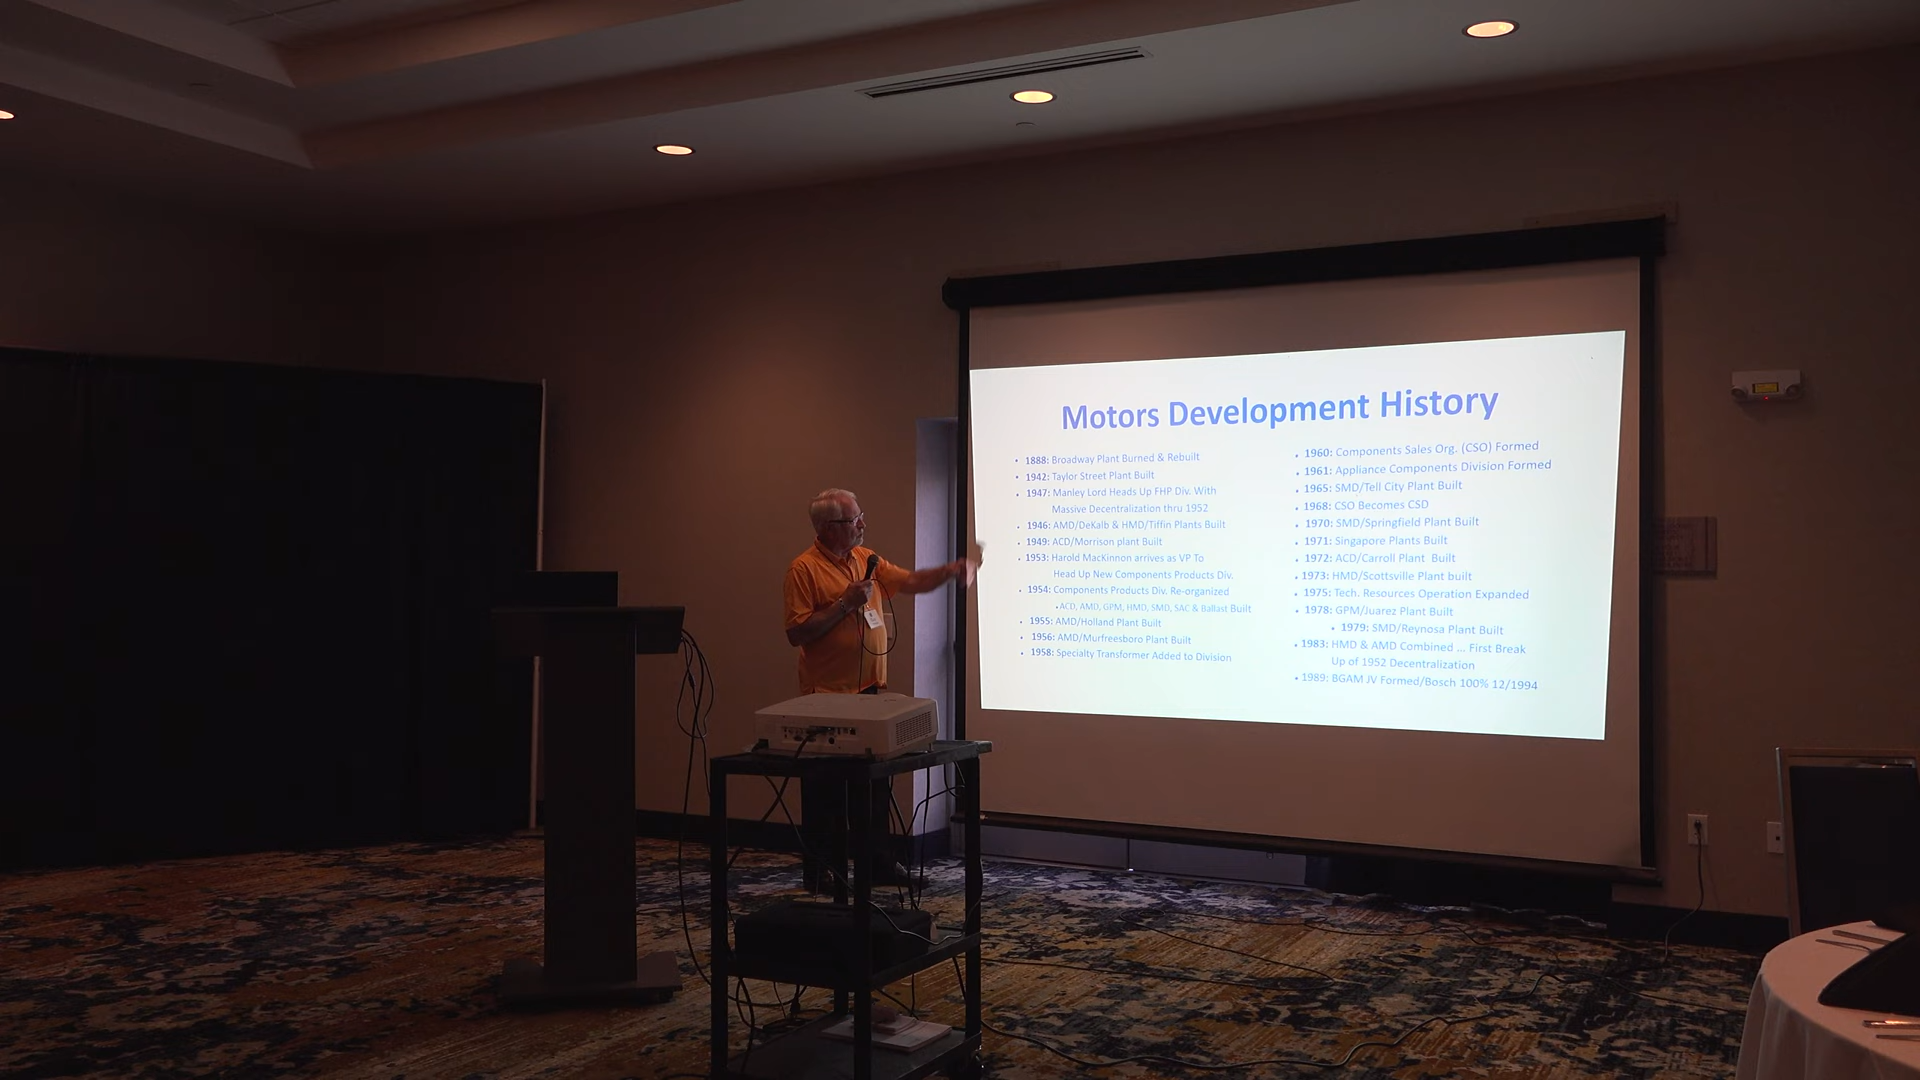 Motors Development History
• 1888: Broadway Plant Burned & Rebuilt
• 1942: Taylor Street Plant Built
• 1947: Manley Lord Heads Up FHP Div. With
Massive Decentralization thru 1952
• 1946: AMD/DeKalb & HMD/Tiffin Plants Built
• 1949: ACD/Morrison plant Built
• 1953: Harold MacKinnon arrives as VP To
Head Up New Components Products Div.
• 1954: Components Products Div. Re-organized
• ACD, AMD, GPM, HMD, SMD, SAC & Ballast Built
• 1955: AMD/Holland Plant Built
• 1956: AMD/Murfreesboro Plant Built
• 1958: Specialty Transformer Added to Division
• 1960: Components Sales Org. (CSO) Formed
• 1961: Appliance Components Division Formed
• 1965: SMD/Tell City Plant Built
• 1968: CSO Becomes CSD
• 1970: SMD/Springfield Plant Built
• 1971: Singapore Plants Built
• 1972: ACD/Carroll Plant Built
• 1973: HMD/Scottsville Plant built
• 1975: Tech. Resources Operation Expanded
• 1978: GPM/Juarez Plant Built
• 1979: SMD/Reynosa Plant Built
• 1983: HMD & AMD Combined ... First Break
Up of 1952 Decentralization
• 1989: BGAM JV Formed/Bosch 100% 12/1994